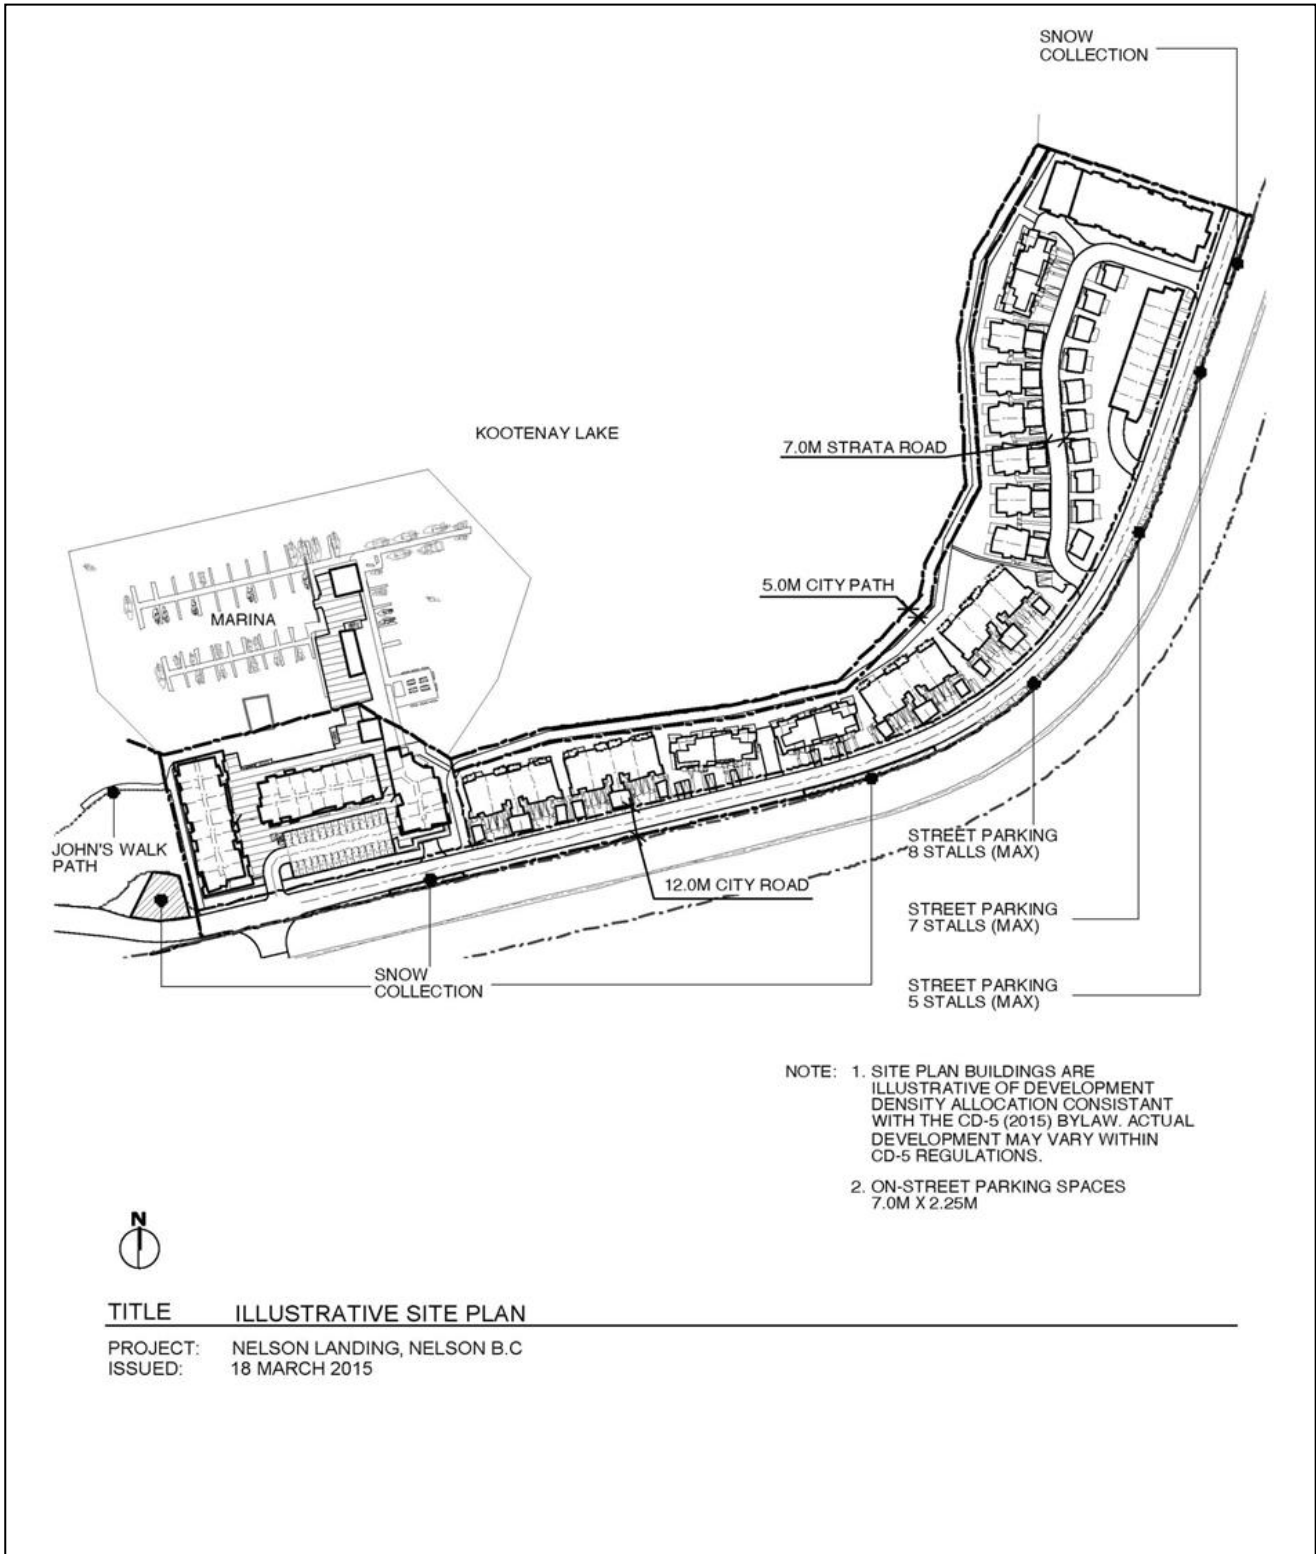 SNOW
COLLECTION
KOOTENAY LAKE
7.0M STRATA ROAD
5.0M CITY PATH
MARINA
JOHN'S WALK
PATH
12.0M CITY ROAD
STREET PARKING
8 STALLS (MAX)
STREET PARKING
7 STALLS (MAX)
SNOW
COLLECTION
STREET PARKING
5 STALLS (MAX)
NOTE: 1. SITE PLAN BUILDINGS ARE
ILLUSTRATIVE OF DEVELOPMENT
DENSITY ALLOCATION CONSISTANT
WITH THE CD-5 (2015) BYLAW. ACTUAL
DEVELOPMENT MAY VARY WITHIN
CD-5 REGULATIONS.
2. ON-STREET PARKING SPACES
7.0M X 2.25M
N
TITLE ILLUSTRATIVE SITE PLAN
PROJECT: NELSON LANDING, NELSON B.C
ISSUED: 18 MARCH 2015